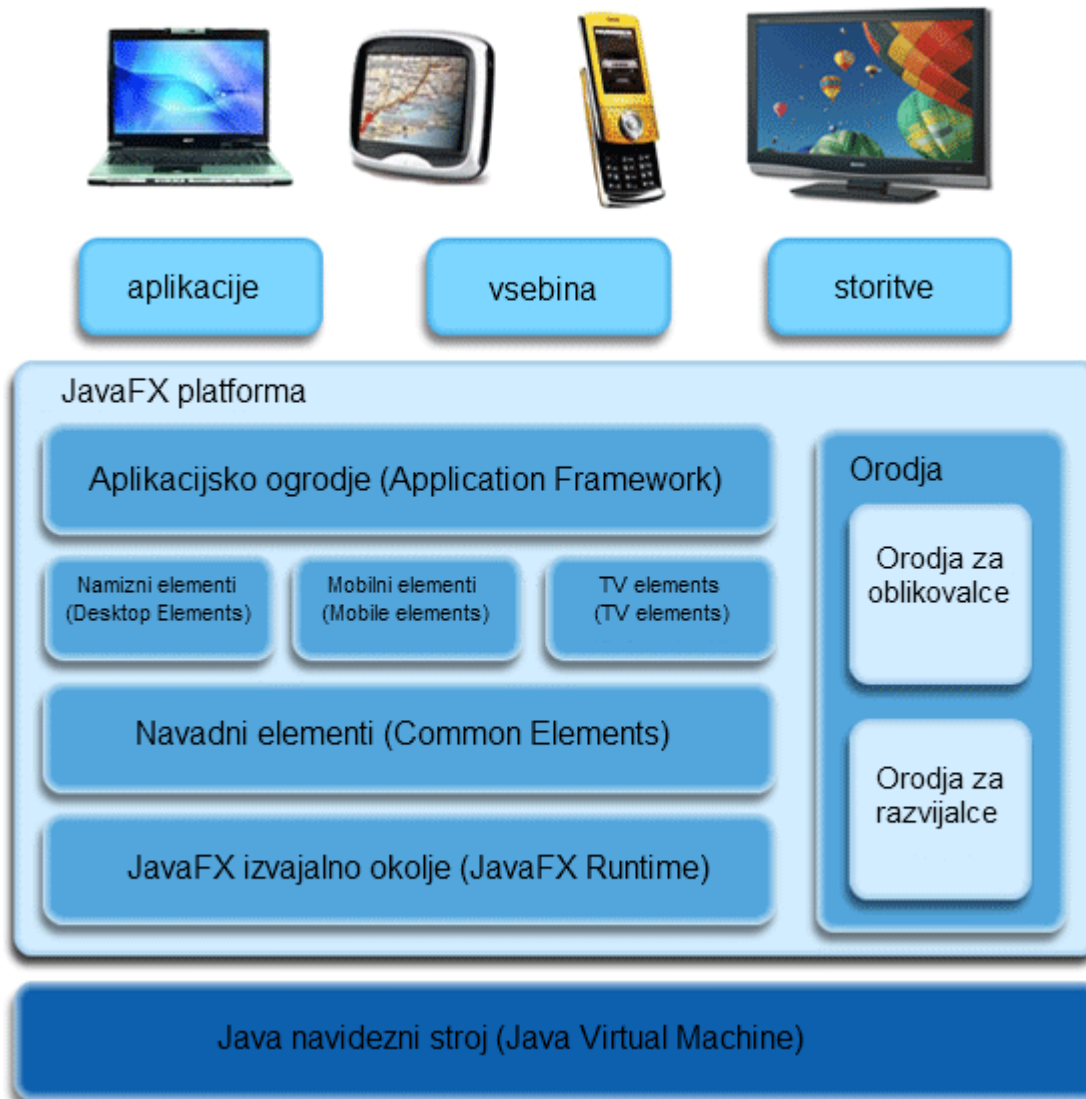 aplikacije
vsebina
storitve
JavaFX platforma
Aplikacijsko ogrodje (Application Framework)
Namizni elementi
(Desktop Elements)
Mobilni elementi
(Mobile elements)
TV elements
(TV elements)
Navadni elementi (Common Elements)
JavaFX izvajalno okolje (JavaFX Runtime)
Orodja
Orodja za
oblikovalce
Orodja za
razvijalce
Java navidezni stroj (Java Virtual Machine)